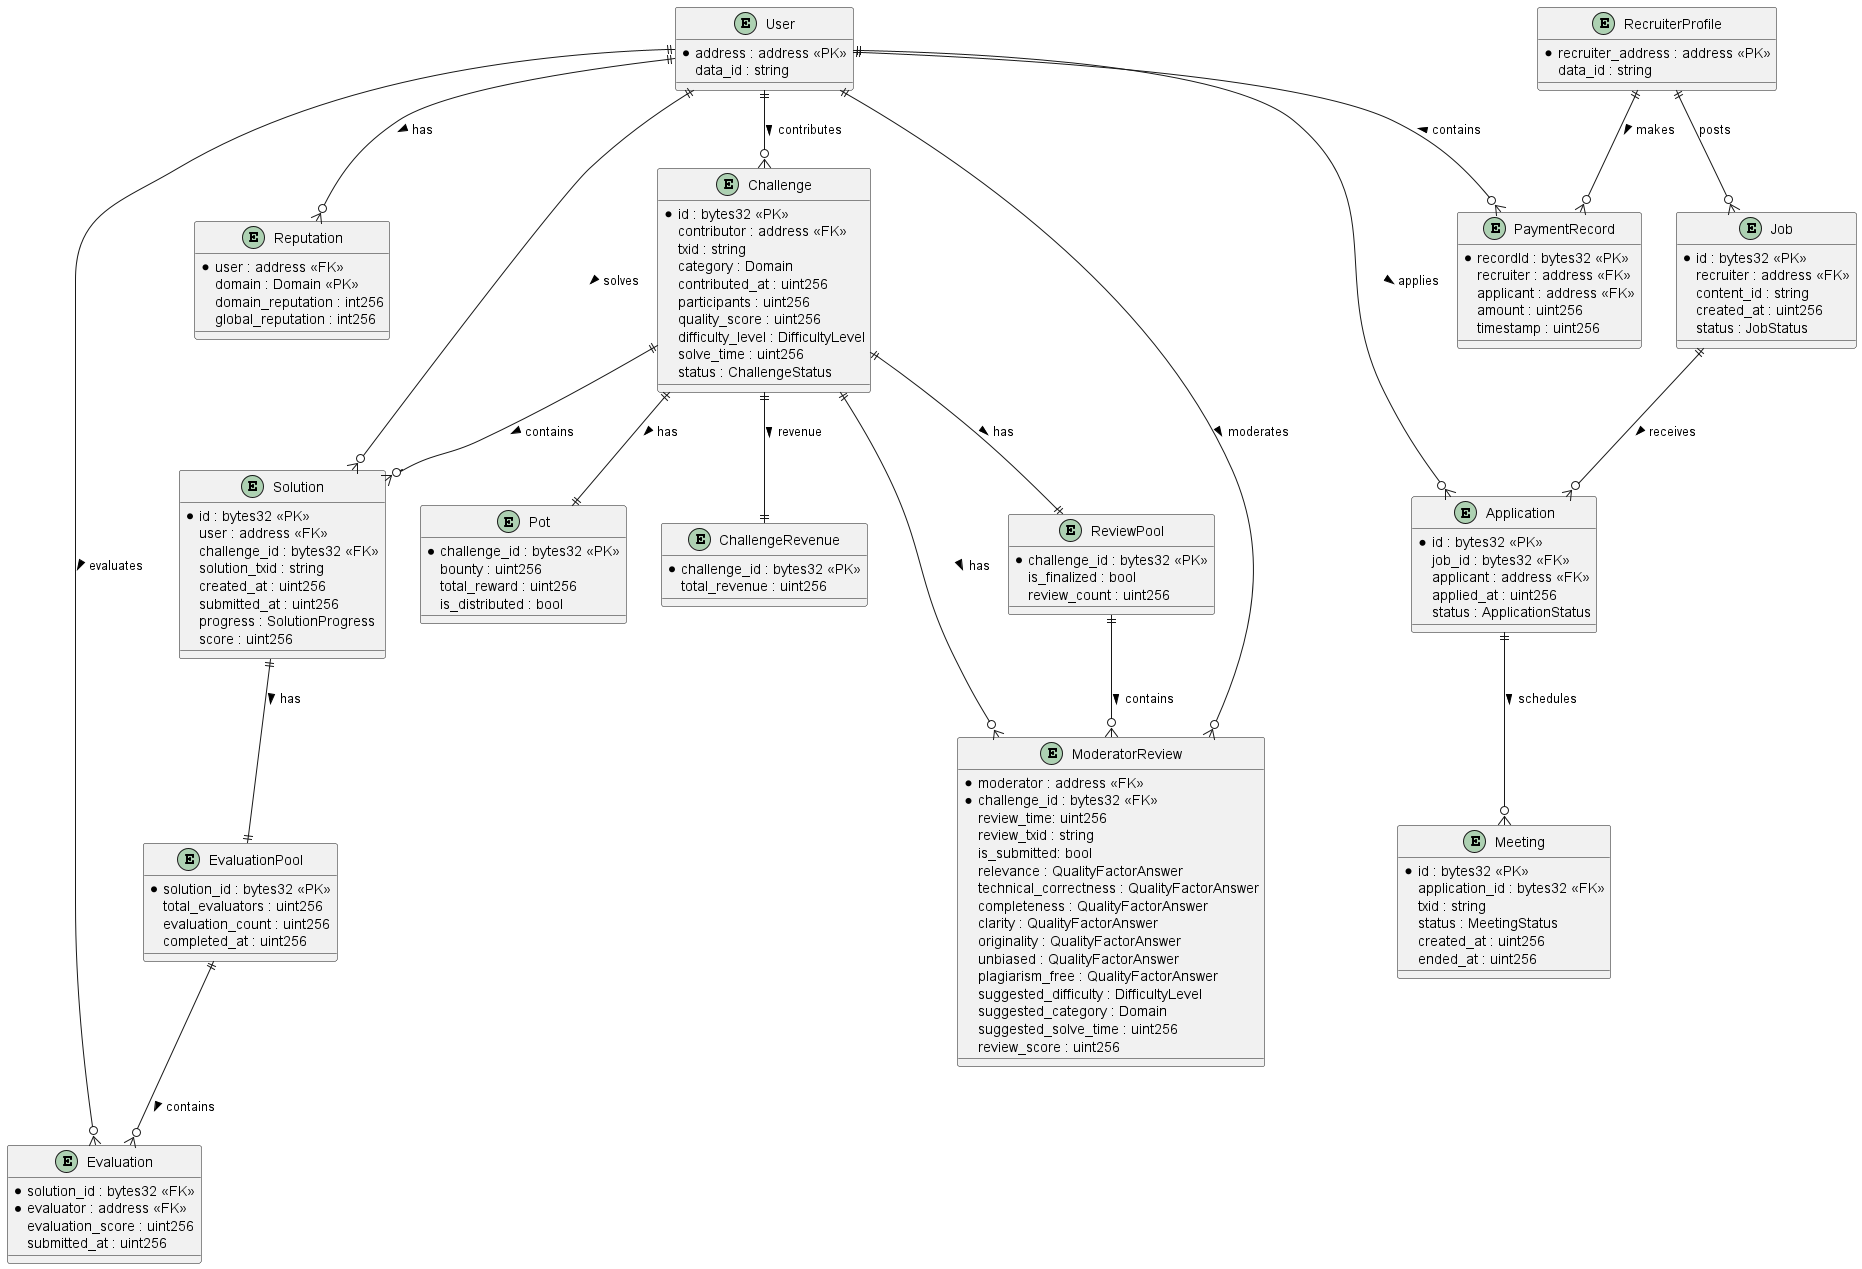 E User
* address : address «PK»
data_id : string
E RecruiterProfile
* recruiter_address : address «PK»
data_id : string
has
contributes
contains
makes
posts
E Reputation
* user : address «FK»
domain : Domain «PK»
domain_reputation : int256
global_reputation : int256
solves
E Challenge
* id : bytes32 «PK»
contributor : address «FK»
txid : string
category : Domain
contributed_at : uint256
participants : uint256
quality_score : uint256
difficulty_level : DifficultyLevel
solve_time : uint256
status : ChallengeStatus
applies
E PaymentRecord
* recordId : bytes32 «PK»
recruiter : address «FK»
applicant : address «FK»
amount : uint256
timestamp : uint256
E Job
* id : bytes32 «PK»
recruiter : address «FK»
content_id : string
created_at : uint256
status : JobStatus
contains
has
revenue
has
moderates
receives
evaluates
E Solution
* id : bytes32 «PK»
user : address «FK»
challenge_id : bytes32 «FK»
solution_txid : string
created_at : uint256
submitted_at : uint256
progress : SolutionProgress
score : uint256
E Pot
* challenge_id : bytes32 «PK»
bounty : uint256
total_reward : uint256
is_distributed : bool
E ChallengeRevenue
* challenge_id : bytes32 «PK»
total_revenue : uint256
has
E ReviewPool
* challenge_id : bytes32 «PK»
is_finalized : bool
review_count : uint256
E Application
* id : bytes32 «PK»
job_id : bytes32 «FK»
applicant : address «FK»
applied_at : uint256
status : ApplicationStatus
has
contains
schedules
E EvaluationPool
* solution_id : bytes32 «PK»
total_evaluators : uint256
evaluation_count : uint256
completed_at : uint256
E ModeratorReview
* moderator : address «FK»
* challenge_id : bytes32 «FK»
review_time: uint256
review_txid : string
is_submitted: bool
relevance : QualityFactorAnswer
technical_correctness : QualityFactorAnswer
completeness : QualityFactorAnswer
clarity : QualityFactorAnswer
originality : QualityFactorAnswer
unbiased : QualityFactorAnswer
plagiarism_free : QualityFactorAnswer
suggested_difficulty : DifficultyLevel
suggested_category : Domain
suggested_solve_time : uint256
review_score : uint256
E Meeting
* id : bytes32 «PK»
application_id : bytes32 «FK»
txid : string
status : MeetingStatus
created_at : uint256
ended_at : uint256
contains
E Evaluation
* solution_id : bytes32 «FK»
* evaluator : address «FK»
evaluation_score : uint256
submitted_at : uint256